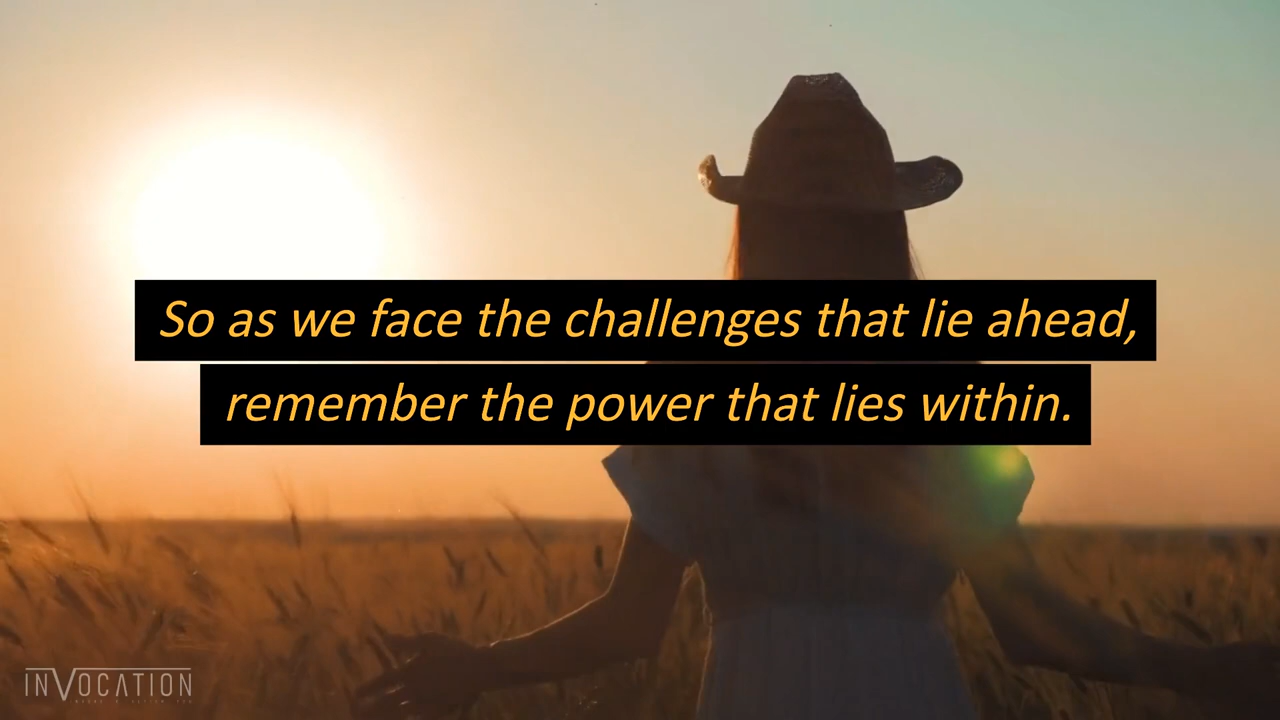 So as we face the challenges that lie ahead,
remember the power that lies within.
INVOCATION